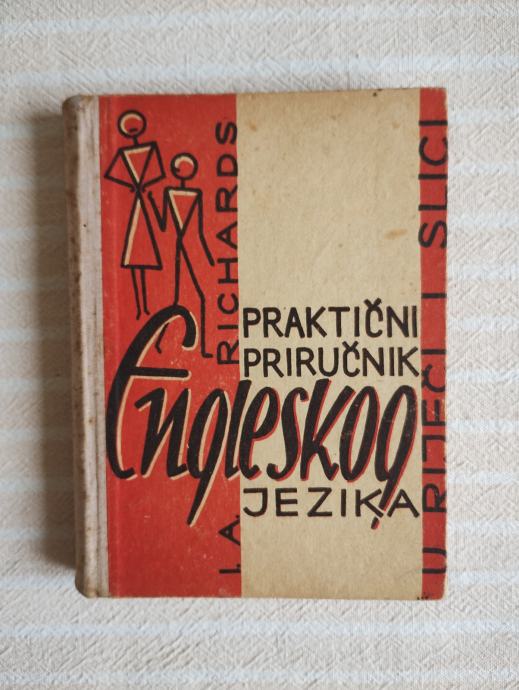 I. A. RICHARDS
PRAKTIČNI
PRIRUČNIK
Engleskog
JEZIKA
U RIJEČI I SLICI